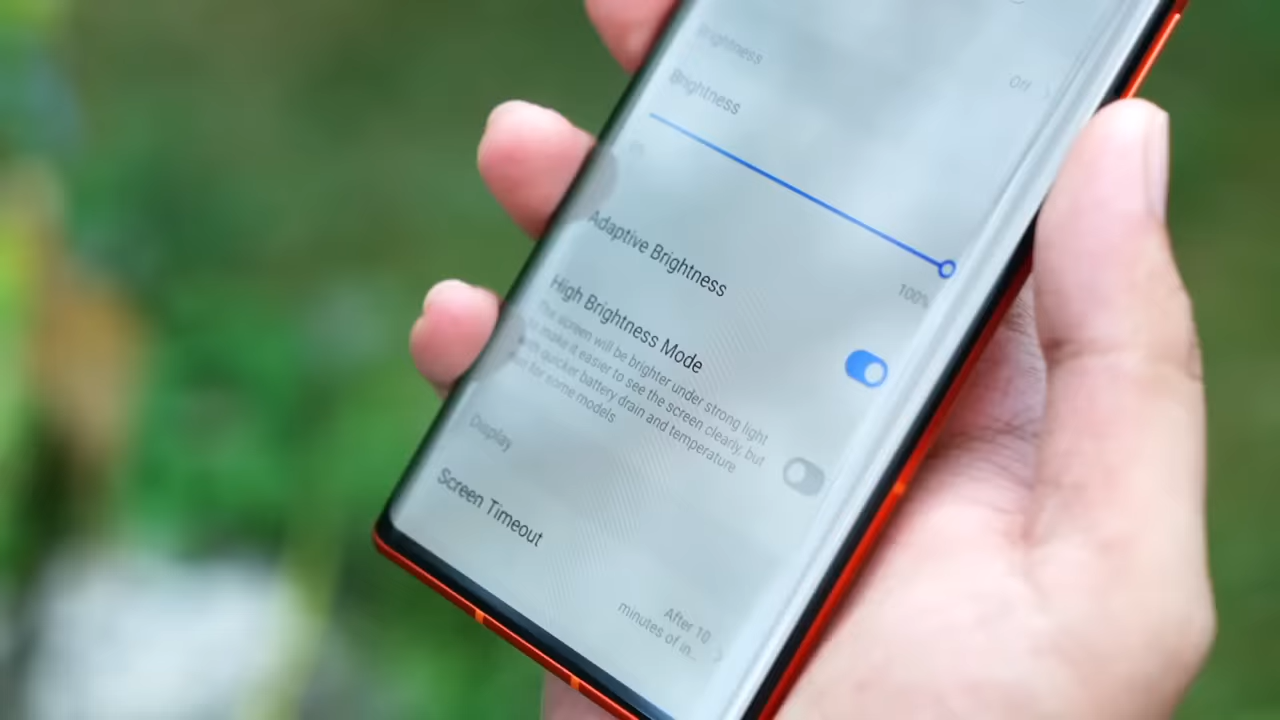 Brightness
Off
Brightness
100%
Adaptive Brightness
High Brightness Mode
The screen will be brighter under strong light
to make it easier to see the screen clearly, but
with quicker battery drain and temperature
for some models
Display
Screen Timeout
After 10
minutes of in...